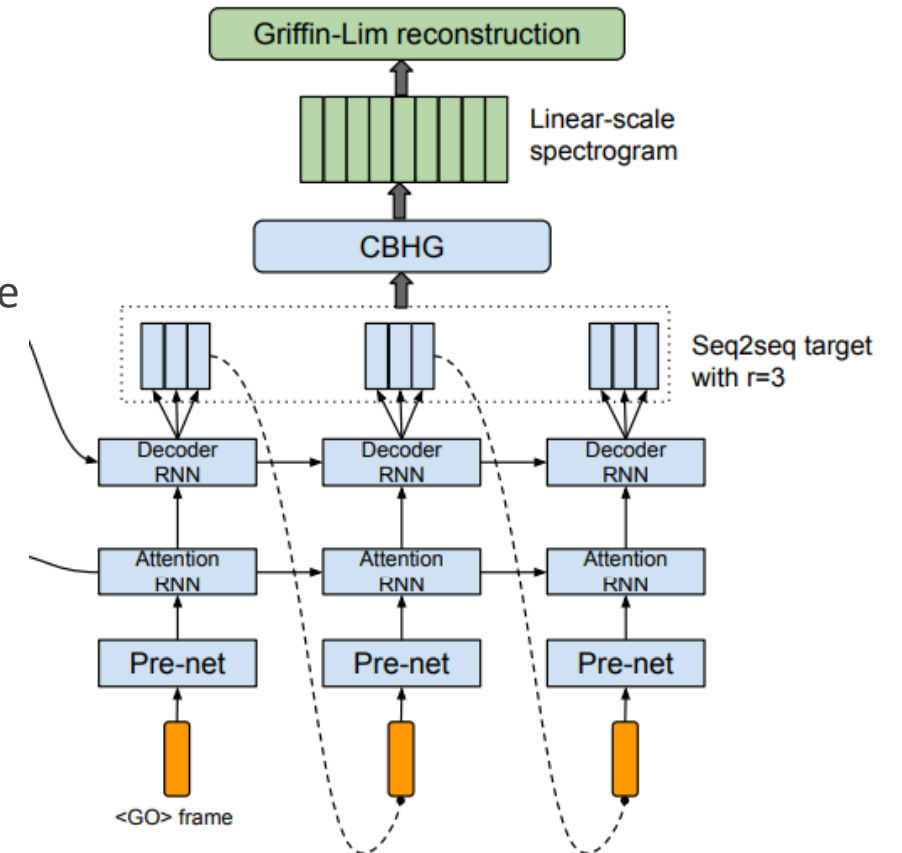 Griffin-Lim reconstruction
Linear-scale
spectrogram
CBHG
e
Seq2seq target
with r=3
Decoder
RNN
Decoder
RNN
Decoder
RNN
Attention
RNN
Attention
RNN
Attention
RNN
Pre-net
Pre-net
Pre-net
<GO> frame